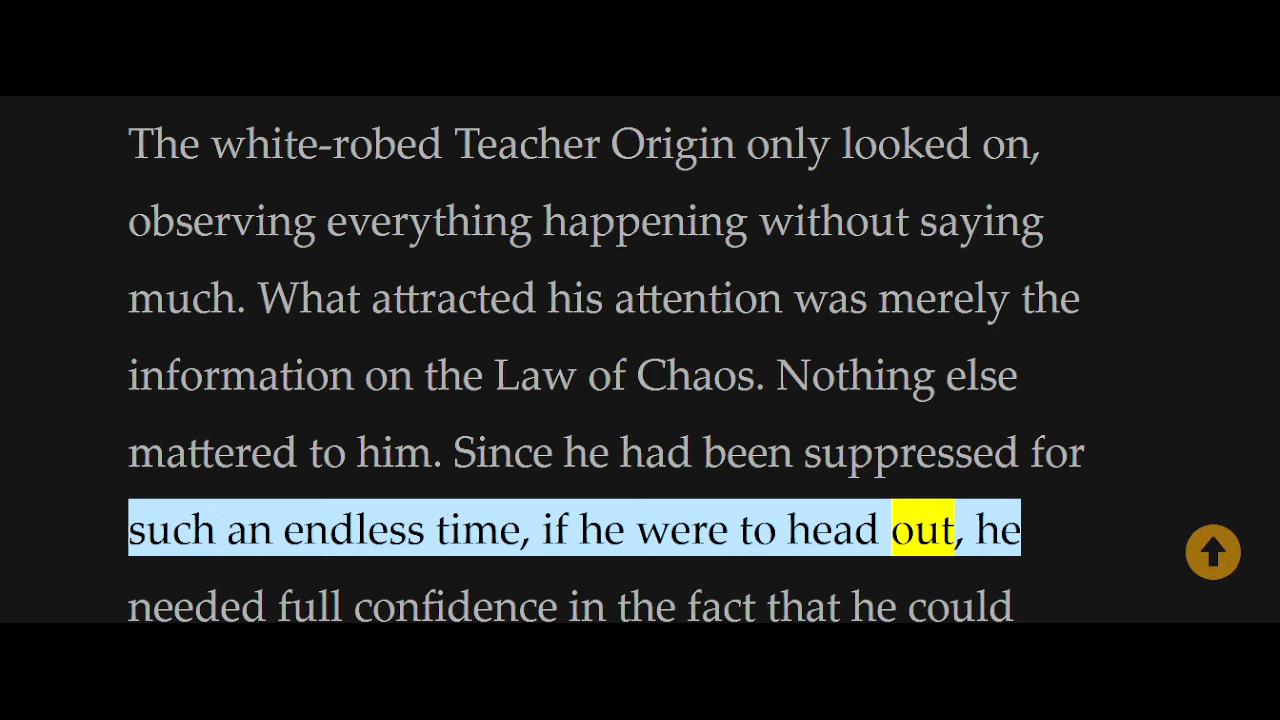 The white-robed Teacher Origin only looked on,
observing everything happening without saying
much. What attracted his attention was merely the
information on the Law of Chaos. Nothing else
mattered to him. Since he had been suppressed for
such an endless time, if he were to head out, he
needed full confidence in the fact that he could